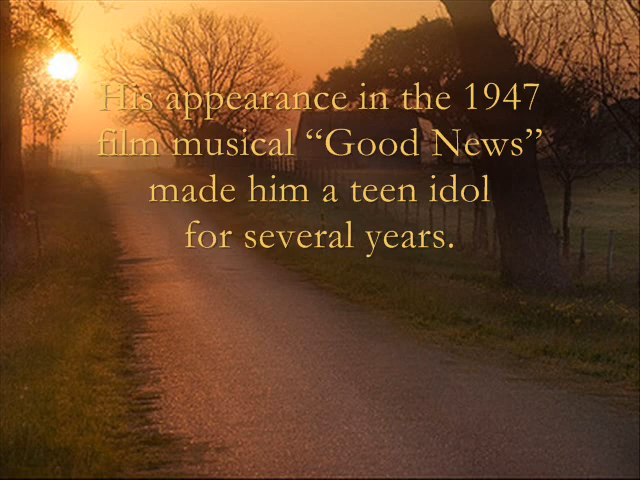 His appearance in the 1947
film musical “Good News”
made him a teen idol
for several years.